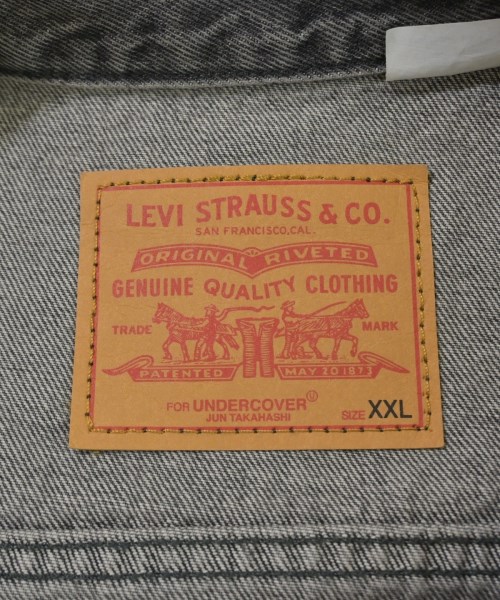 LEVI STRAUSS & CO.
SAN FRANCISCO, CAL.
ORIGINAL RIVETED
GENUINE QUALITY CLOTHING
TRADE MARK
PATENTED MAY 20 1873
FOR UNDERCOVER Ⓤ
JUN TAKAHASHI
SIZE XXL